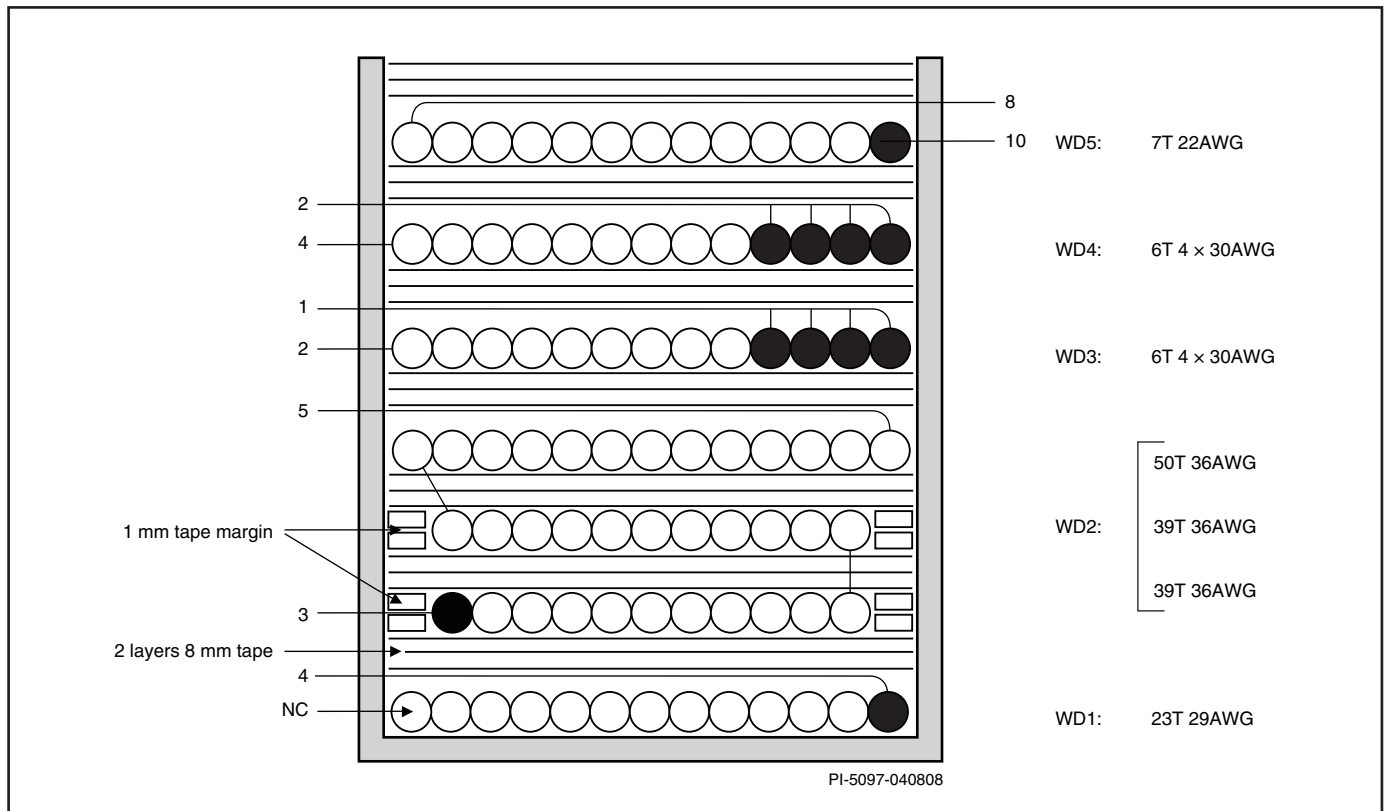 8
10 WD5: 7T 22AWG
2
4 WD4: 6T 4 × 30AWG
1
2 WD3: 6T 4 × 30AWG
5
50T 36AWG
1 mm tape margin WD2: 39T 36AWG
39T 36AWG
3
2 layers 8 mm tape
4
NC WD1: 23T 29AWG
PI-5097-040808